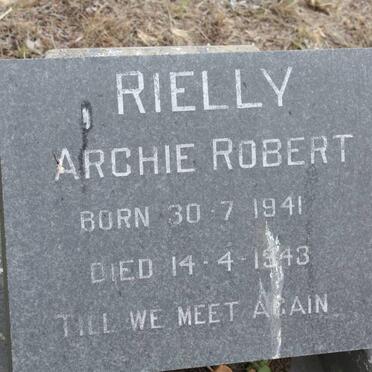 RIELLY
ARCHIE ROBERT
BORN 30-7 1941
DIED 14-4-1943
TILL WE MEET AGAIN